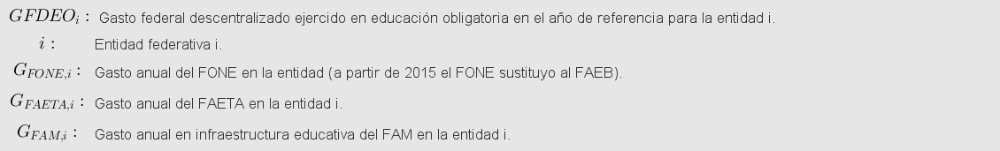 GFDEO_i : Gasto federal descentralizado ejercido en educación obligatoria en el año de referencia para la entidad i.
i : Entidad federativa i.
G_{FONE,i} : Gasto anual del FONE en la entidad (a partir de 2015 el FONE sustituyo al FAEB).
G_{FAETA,i} : Gasto anual del FAETA en la entidad i.
G_{FAM,i} : Gasto anual en infraestructura educativa del FAM en la entidad i.